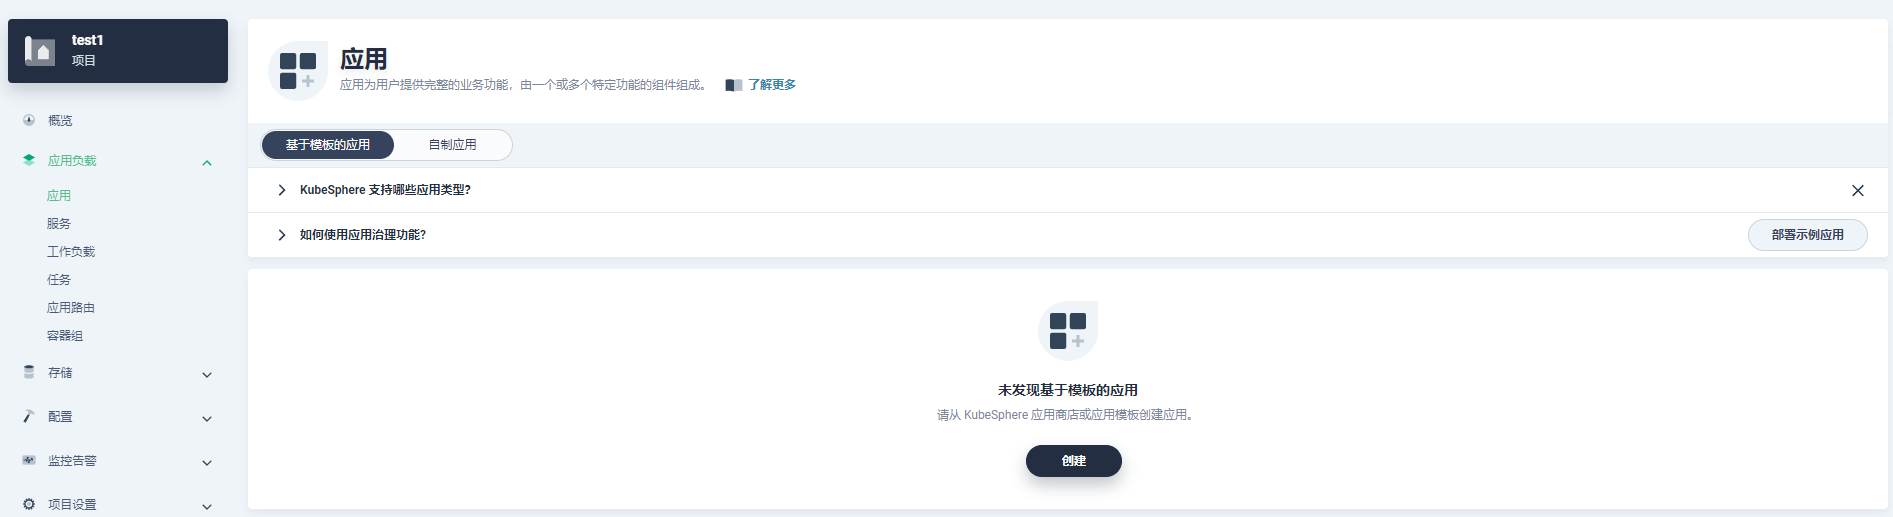 test1
项目
概览
应用负载
应用
服务
工作负载
任务
应用路由
容器组
存储
配置
监控告警
项目设置
应用
应用为用户提供完整的业务功能，由一个或多个特定功能的组件组成。 了解更多
基于模板的应用 自制应用
KubeSphere 支持哪些应用类型?
如何使用应用治理功能? 部署示例应用
未发现基于模板的应用
请从 KubeSphere 应用商店或应用模板创建应用。
创建